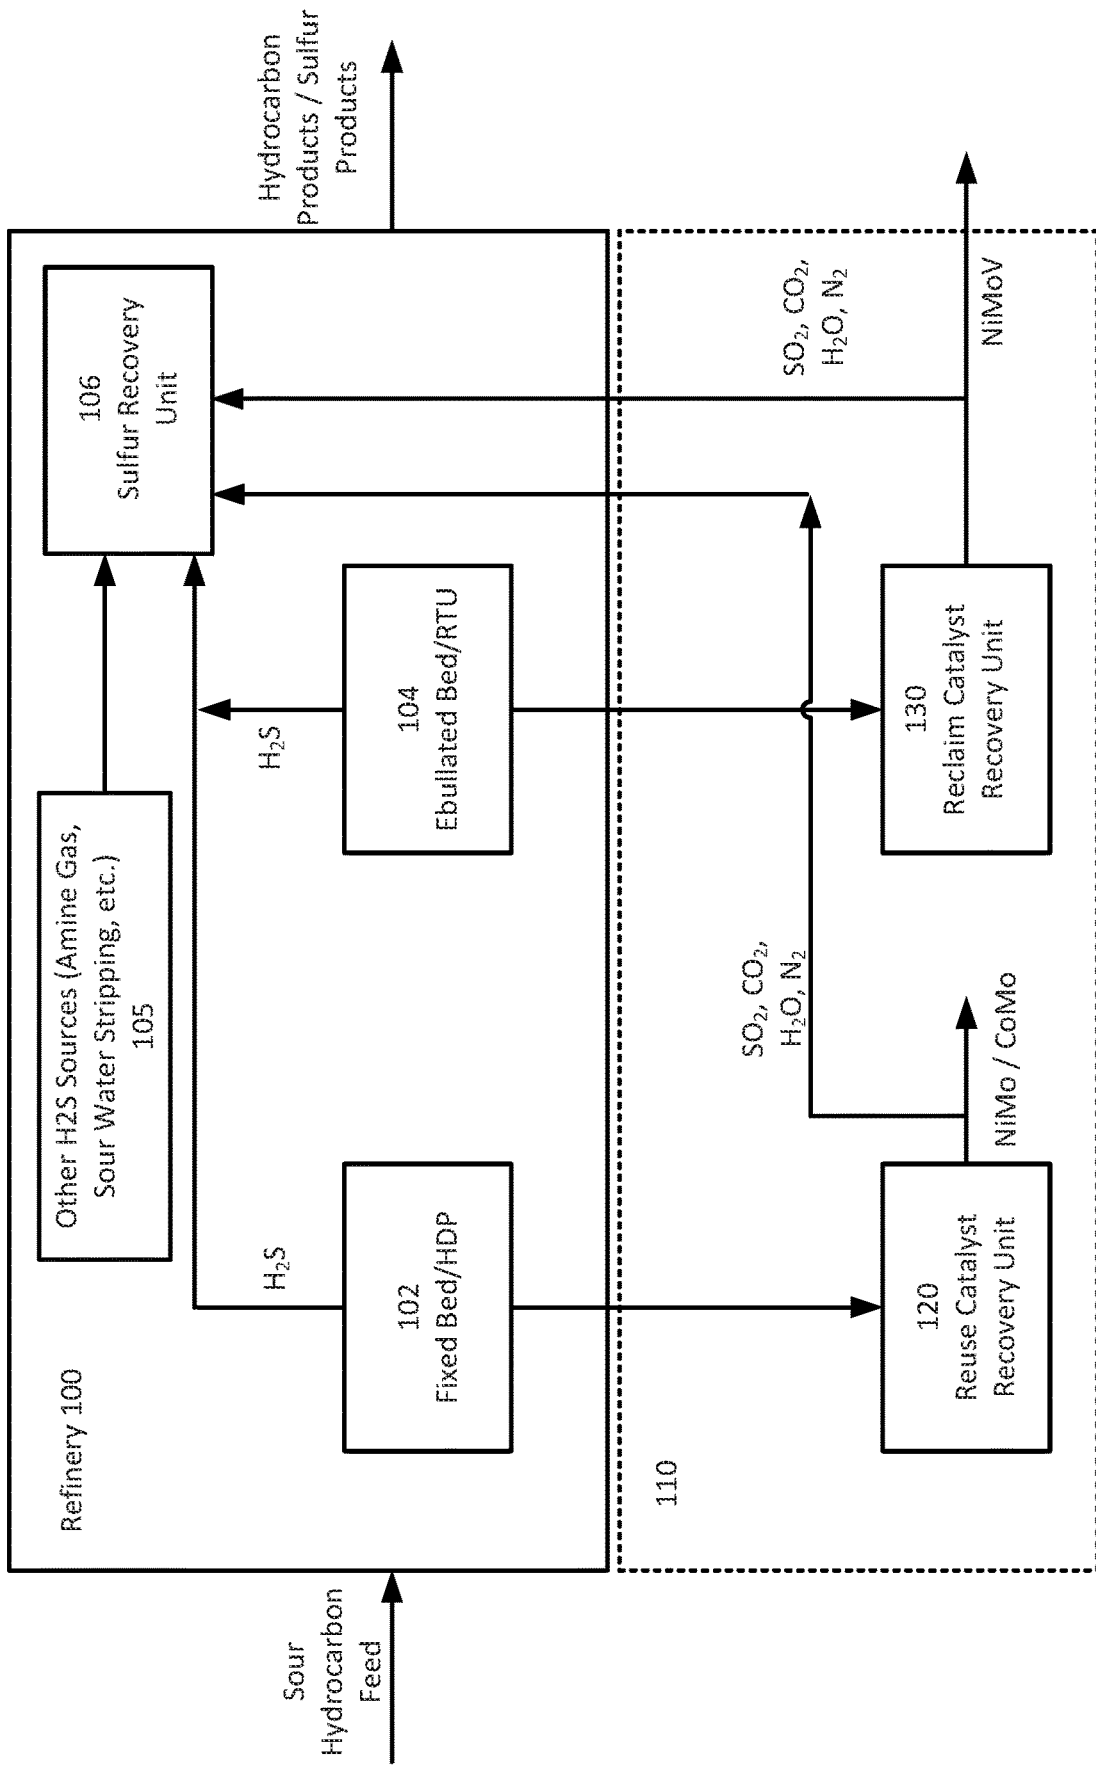 Refinery 100
Other H2S Sources (Amine Gas,
Sour Water Stripping, etc.)
105
106
Sulfur Recovery
Unit
Hydrocarbon
Products / Sulfur
Products
H₂S
H₂S
Sour
Hydrocarbon
Feed
102
Fixed Bed/HDP
104
Ebullated Bed/RTU
110
SO₂, CO₂,
H₂O, N₂
SO₂, CO₂,
H₂O, N₂
120
Reuse Catalyst
Recovery Unit
NiMo / CoMo
130
Reclaim Catalyst
Recovery Unit
NiMoV